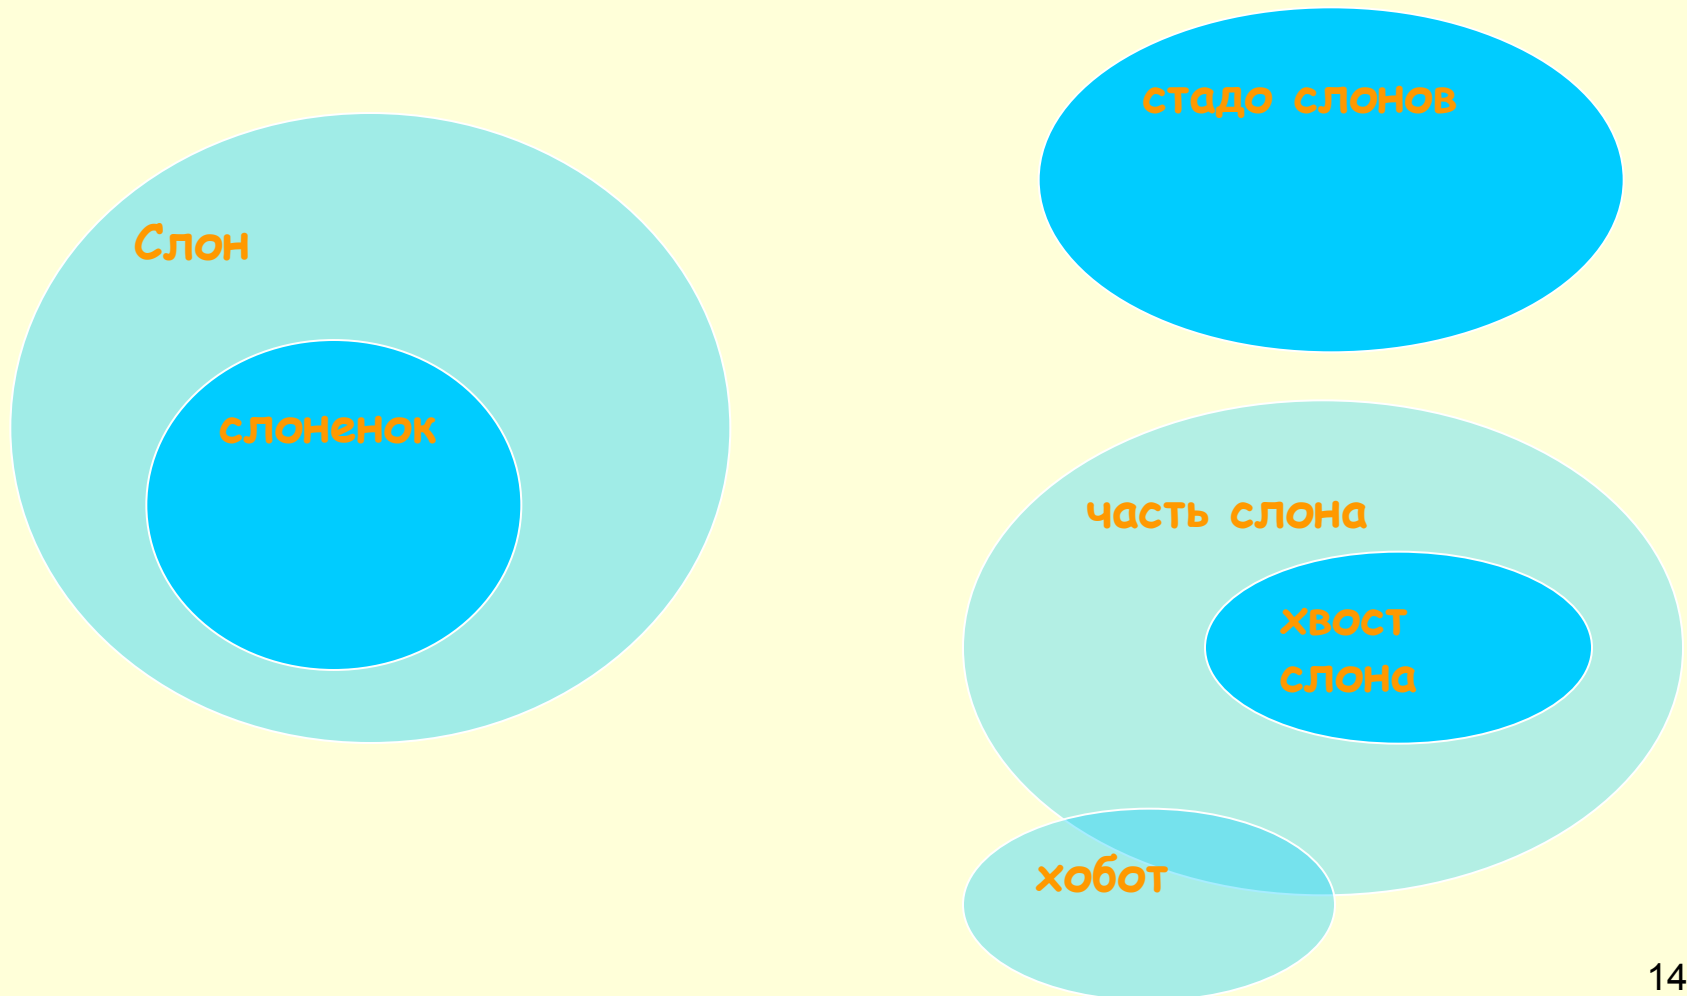 стадо слонов
Слон
слоненок
часть слона
хвост
слона
хобот
14